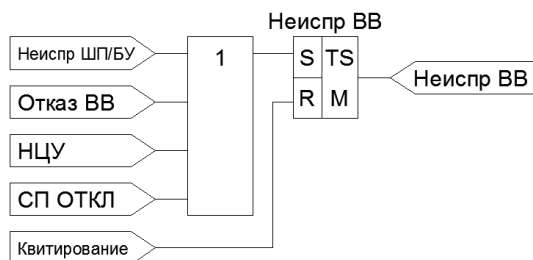 Неиспр ВВ
Неиспр ШП/БУ
1
S TS
Неиспр ВВ
Отказ ВВ
R M
НЦУ
СП ОТКЛ
Квитирование